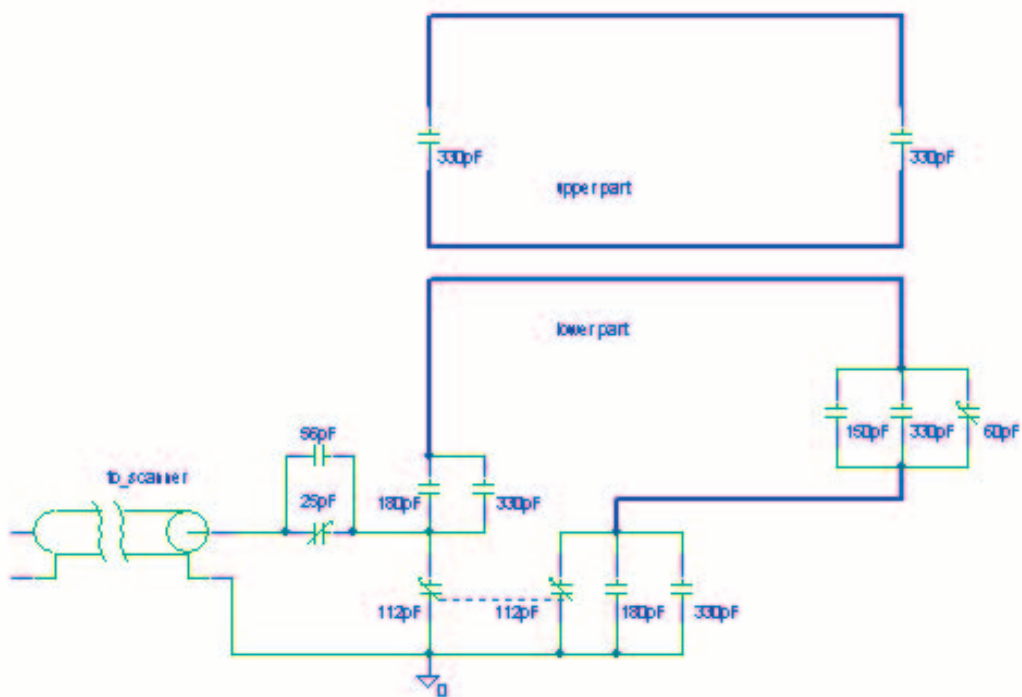 330pF 330pF
upper part
lower part
150pF 330pF 60pF
56pF
to_scanner
25pF 180pF 330pF
112pF 112pF 180pF 330pF
0